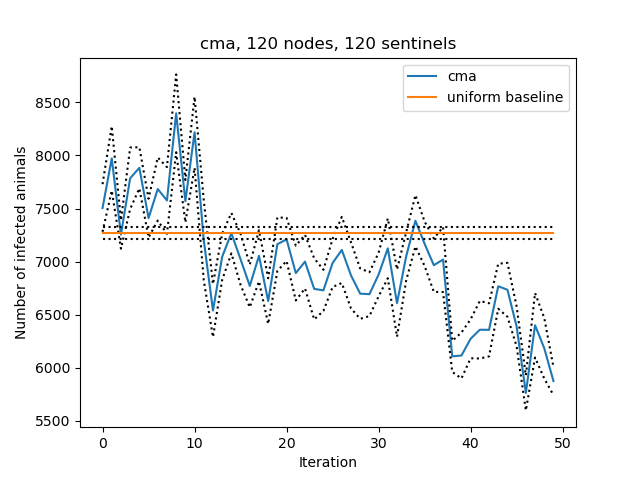 cma, 120 nodes, 120 sentinels
cma
uniform baseline
Number of infected animals
8500
8000
7500
7000
6500
6000
5500
0
10
20
30
40
50
Iteration